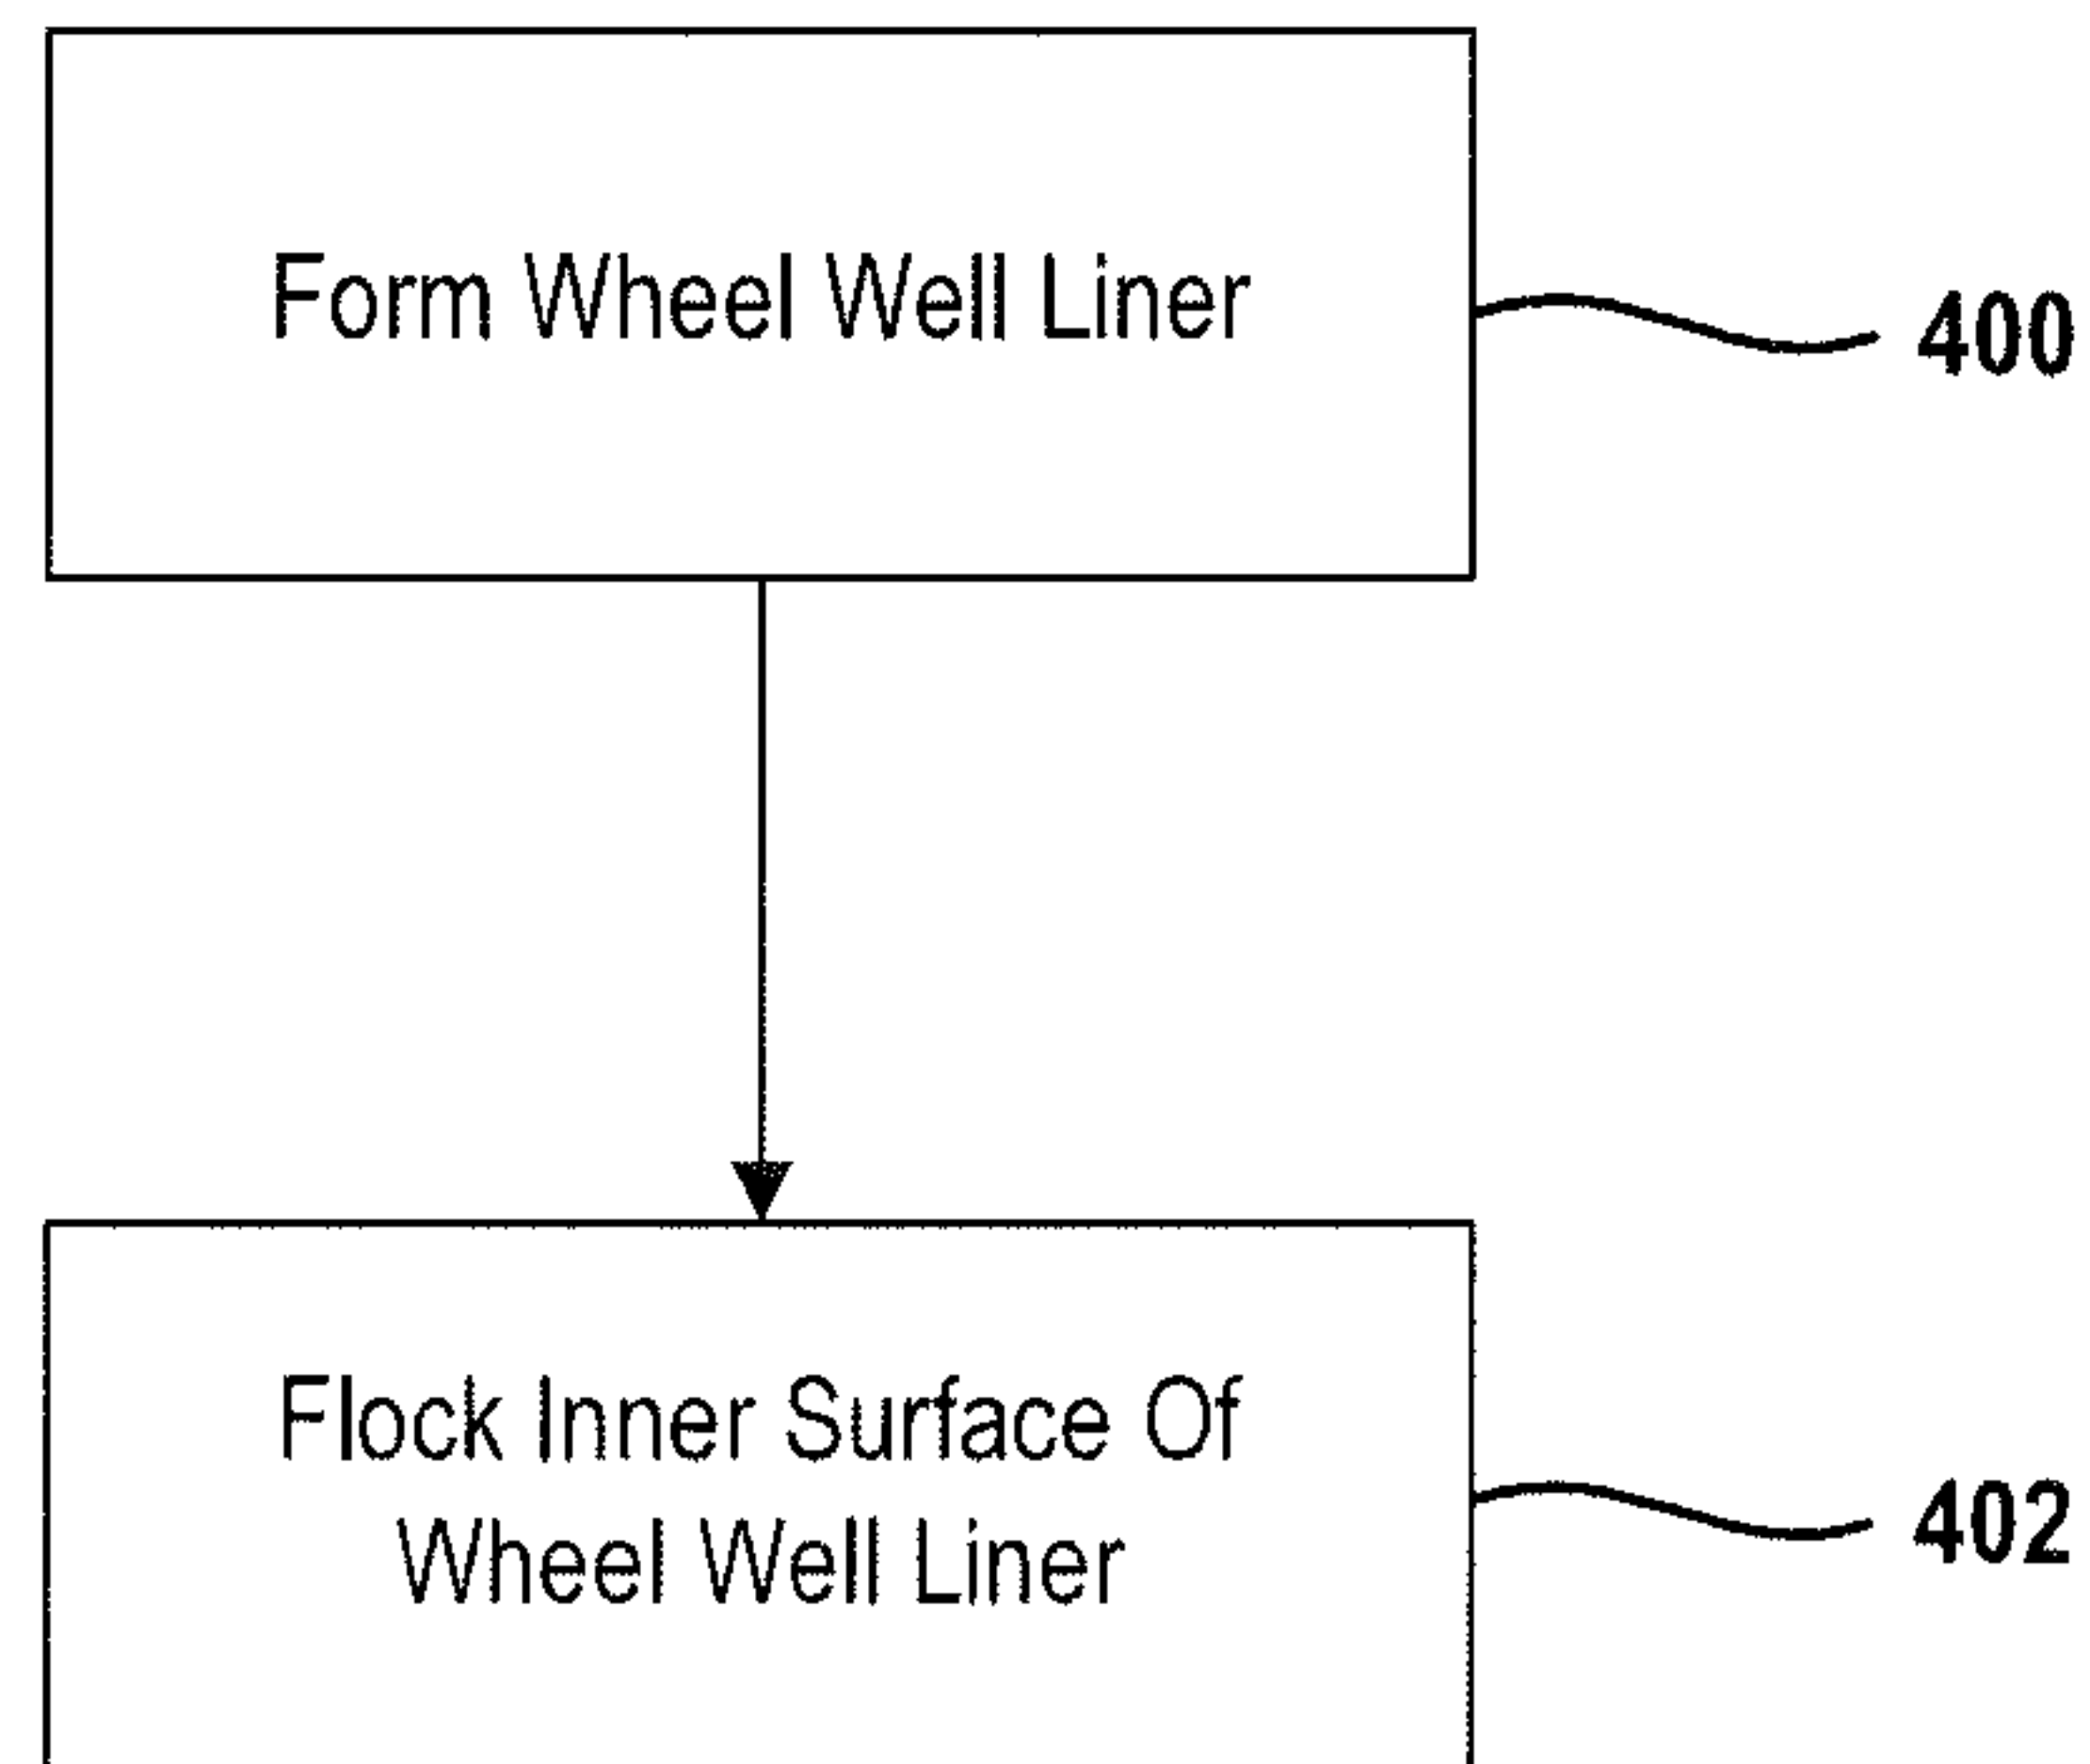 Form Wheel Well Liner
400
Flock Inner Surface Of
Wheel Well Liner
402